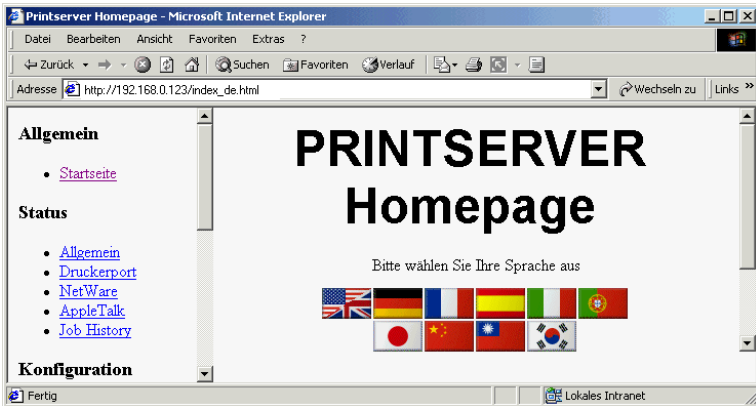 Printserver Homepage - Microsoft Internet Explorer
Datei Bearbeiten Ansicht Favoriten Extras ?
Zurück Suchen Favoriten Verlauf
Adresse http://192.168.0.123/index_de.html Wechseln zu Links »
Allgemein
Startseite
Status
Allgemein
Druckerport
NetWare
AppleTalk
Job History
Konfiguration
PRINTSERVER
Homepage
Bitte wählen Sie Ihre Sprache aus
Fertig Lokales Intranet